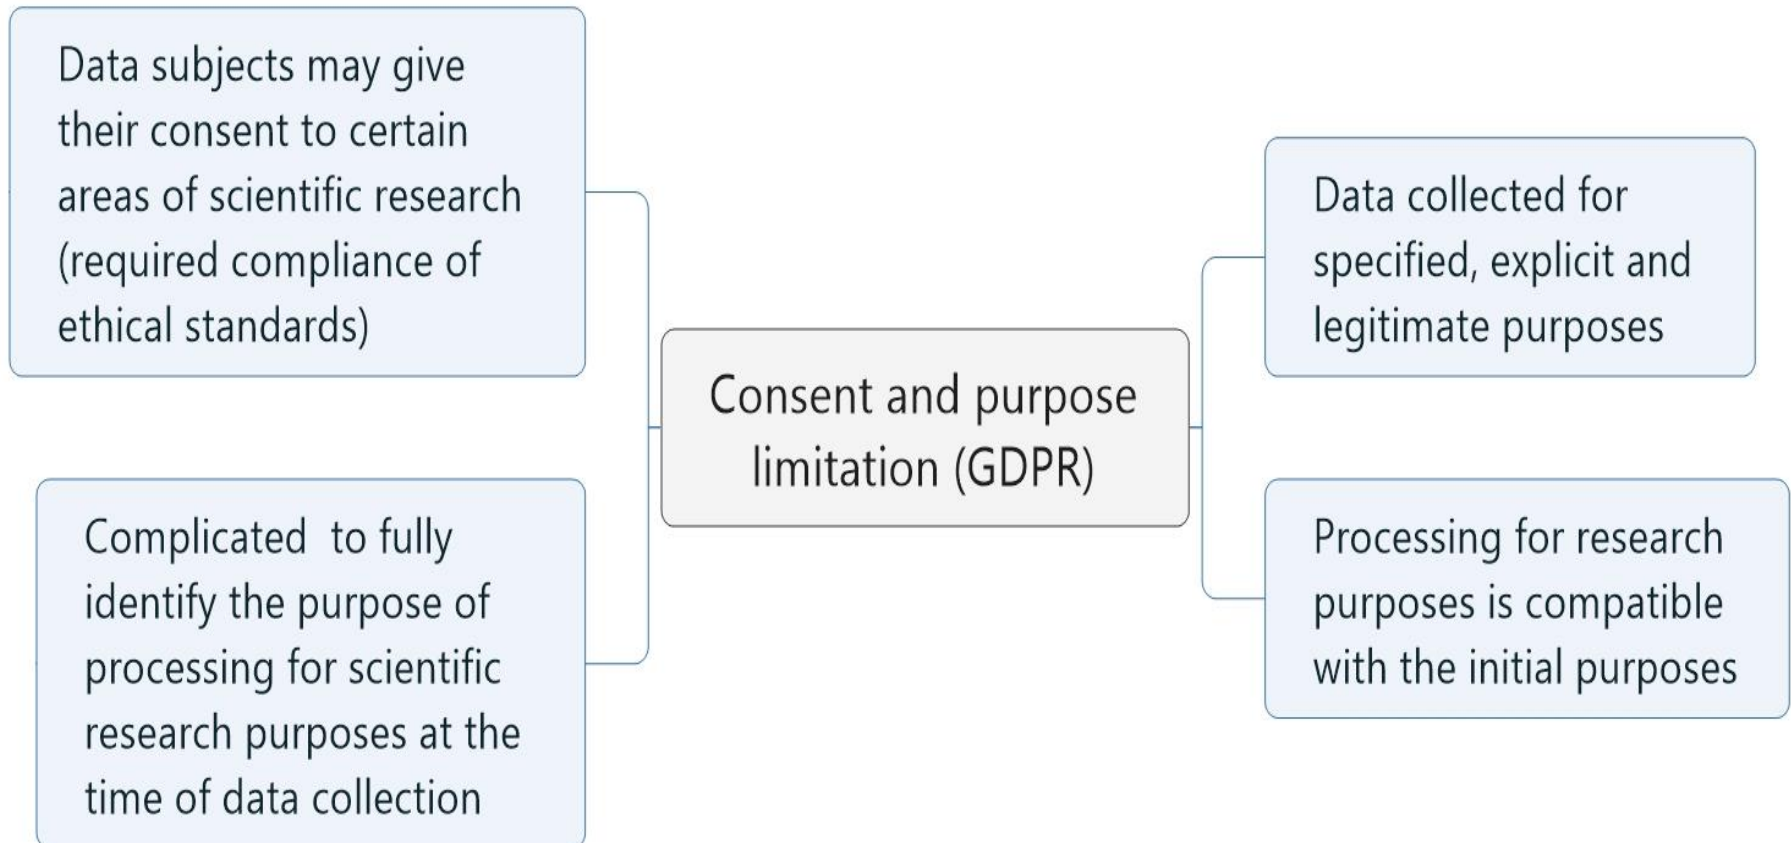 Data subjects may give
their consent to certain
areas of scientific research
(required compliance of
ethical standards)
Complicated  to fully
identify the purpose of
processing for scientific
research purposes at the
time of data collection
Consent and purpose
limitation (GDPR)
Data collected for
specified, explicit and
legitimate purposes
Processing for research
purposes is compatible
with the initial purposes